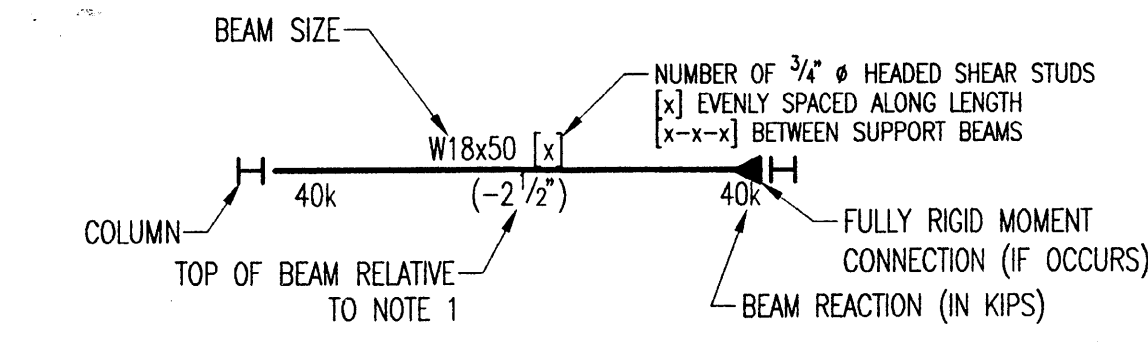 BEAM SIZE
NUMBER OF 3/4" ø HEADED SHEAR STUDS
[x] EVENLY SPACED ALONG LENGTH
[x-x-x] BETWEEN SUPPORT BEAMS
W18x50 [x]
40k
(-2 1/2")
40k
COLUMN
FULLY RIGID MOMENT
CONNECTION (IF OCCURS)
TOP OF BEAM RELATIVE
TO NOTE 1
BEAM REACTION (IN KIPS)